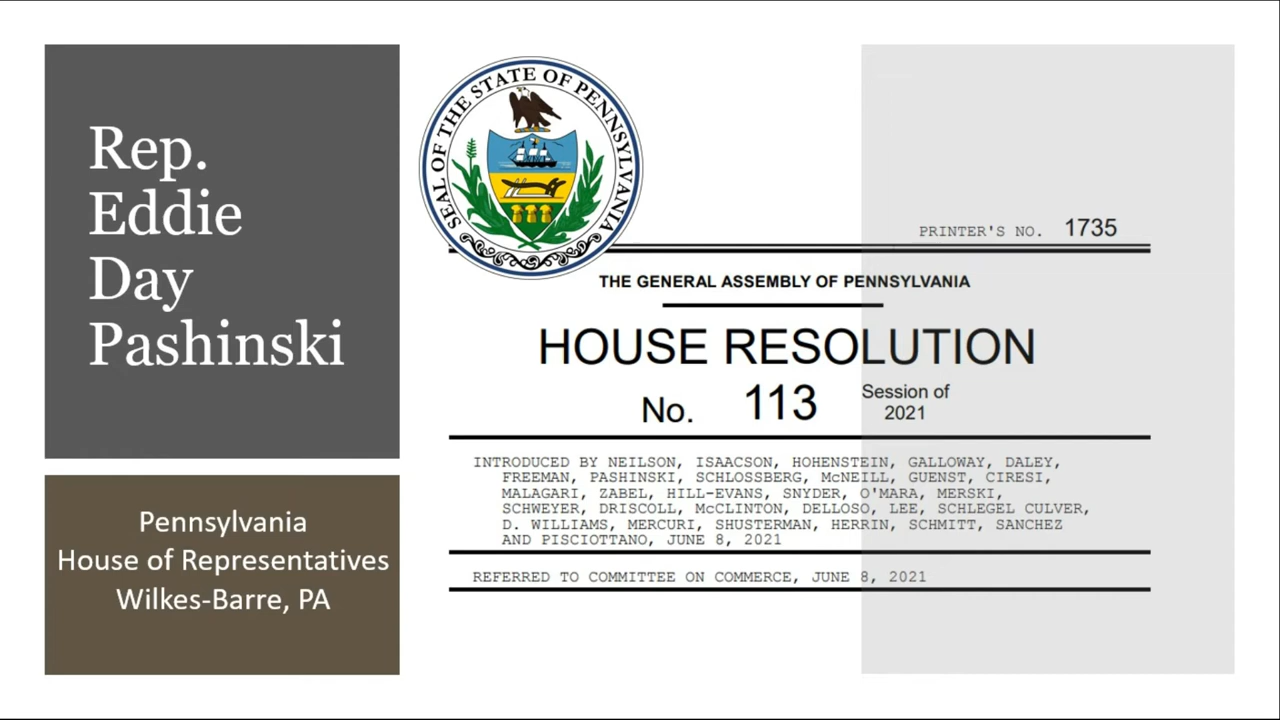 Rep.
Eddie
Day
Pashinski
Pennsylvania
House of Representatives
Wilkes-Barre, PA
SEAL OF THE STATE OF PENNSYLVANIA
PRINTER'S NO. 1735
THE GENERAL ASSEMBLY OF PENNSYLVANIA
HOUSE RESOLUTION
No. 113 Session of
2021
INTRODUCED BY NEILSON, ISAACSON, HOHENSTEIN, GALLOWAY, DALEY,
FREEMAN, PASHINSKI, SCHLOSSBERG, McNEILL, GUENST, CIRESI,
MALAGARI, ZABEL, HILL-EVANS, SNYDER, O'MARA, MERSKI,
SCHWEYER, DRISCOLL, McCLINTON, DELLOSO, LEE, SCHLEGEL CULVER,
D. WILLIAMS, MERCURI, SHUSTERMAN, HERRIN, SCHMITT, SANCHEZ
AND PISCIOTTANO, JUNE 8, 2021
REFERRED TO COMMITTEE ON COMMERCE, JUNE 8, 2021